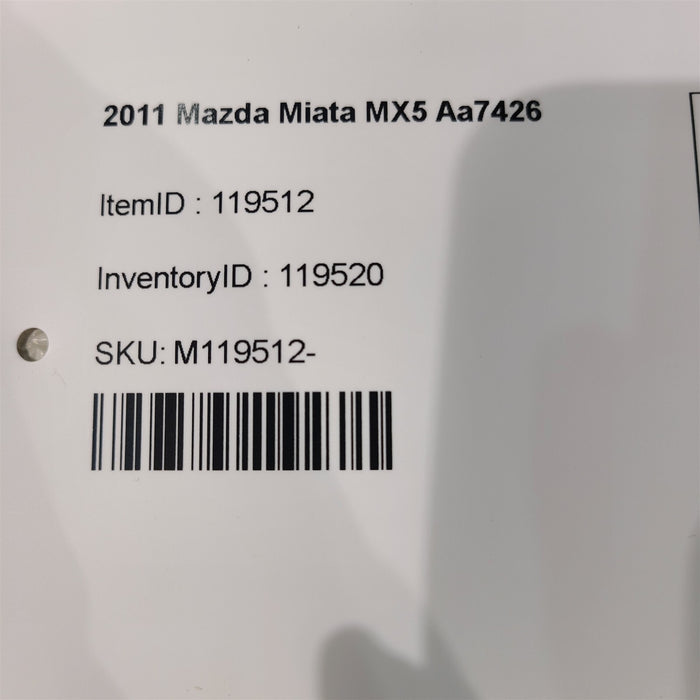 2011 Mazda Miata MX5 Aa7426
ItemID : 119512
InventoryID : 119520
SKU: M119512-